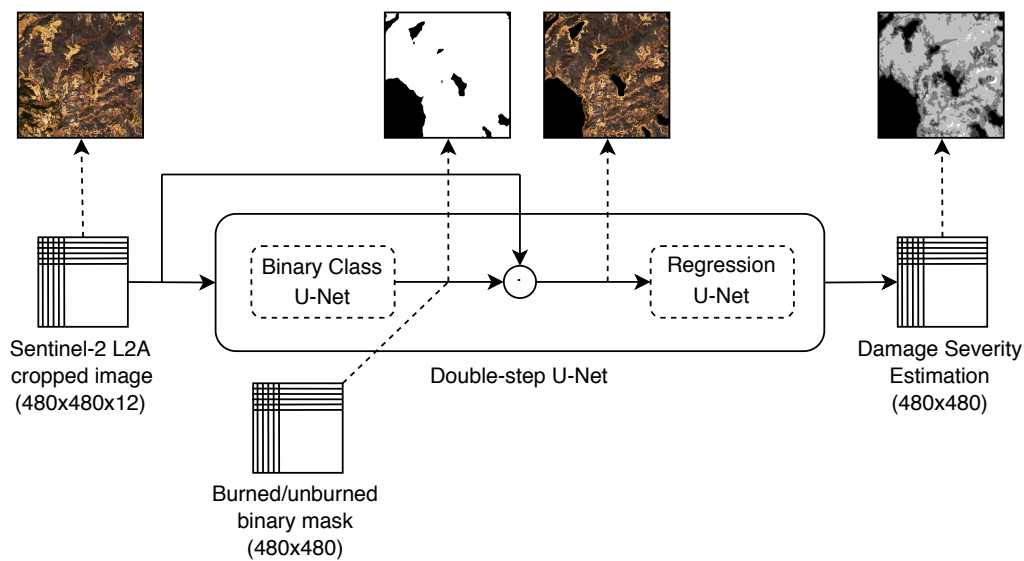 Binary Class
U-Net
Regression
U-Net
Sentinel-2 L2A
cropped image
(480x480x12)
Double-step U-Net
Damage Severity
Estimation
(480x480)
Burned/unburned
binary mask
(480x480)